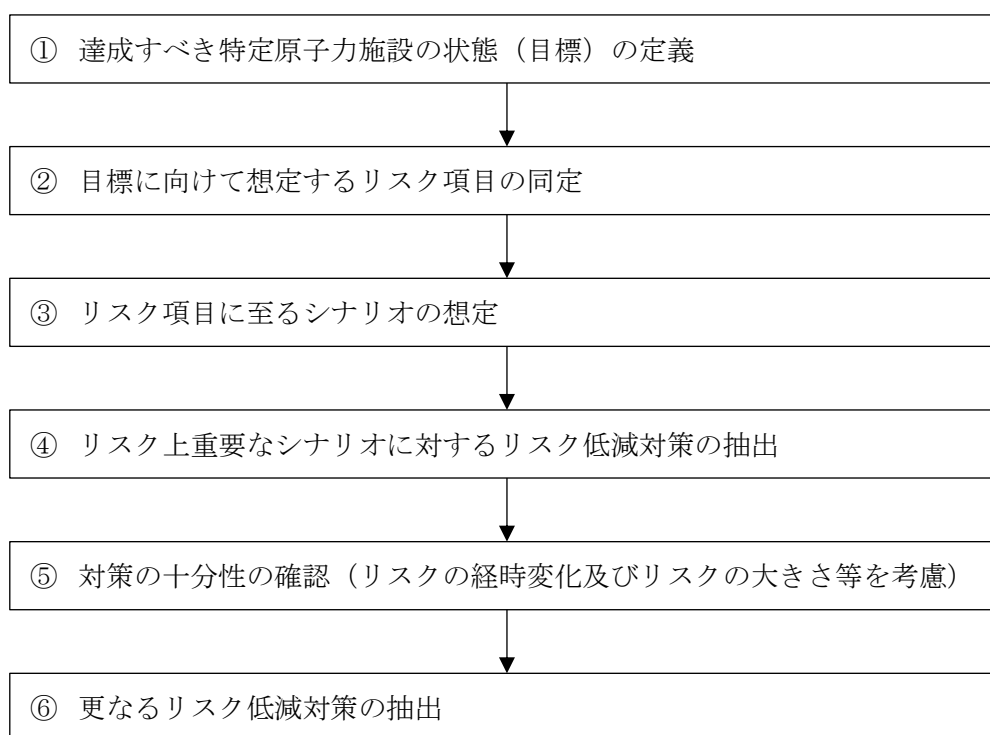 ① 達成すべき特定原子力施設の状態（目標）の定義
② 目標に向けて想定するリスク項目の同定
③ リスク項目に至るシナリオの想定
④ リスク上重要なシナリオに対するリスク低減対策の抽出
⑤ 対策の十分性の確認（リスクの経時変化及びリスクの大きさ等を考慮）
⑥ 更なるリスク低減対策の抽出